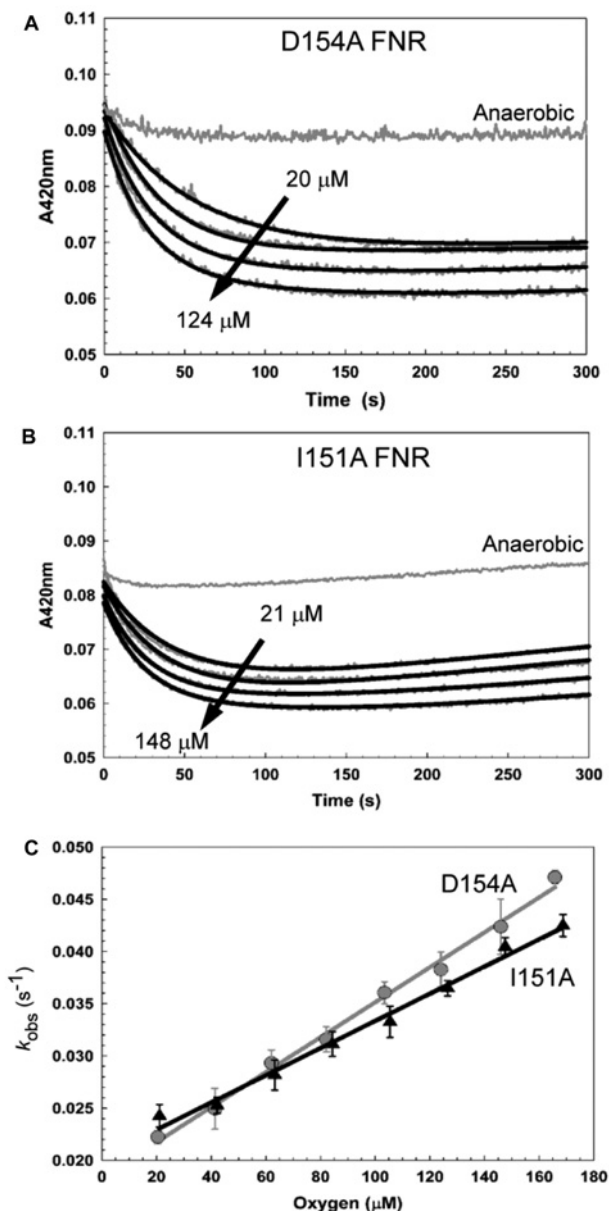 A
D154A FNR
0.11
0.10
0.09
0.08
0.07
0.06
0.05
A420nm
Anaerobic
20 μM
124 μM
0 50 100 150 200 250 300
Time (s)
B
I151A FNR
0.11
0.10
0.09
0.08
0.07
0.06
0.05
A420nm
Anaerobic
21 μM
148 μM
0 50 100 150 200 250 300
Time (s)
C
0.050
0.045
0.040
0.035
0.030
0.025
0.020
kobs (s⁻¹)
D154A
I151A
0 20 40 60 80 100 120 140 160 180
Oxygen (μM)